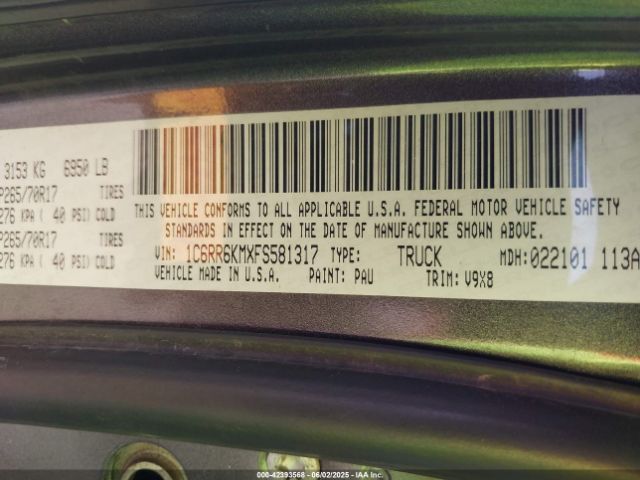 3153 KG 6950 LB
P265/70R17 TIRES
276 KPA ( 40 PSI) COLD
P265/70R17 TIRES
276 KPA ( 40 PSI) COLD
THIS VEHICLE CONFORMS TO ALL APPLICABLE U.S.A. FEDERAL MOTOR VEHICLE SAFETY
STANDARDS IN EFFECT ON THE DATE OF MANUFACTURE SHOWN ABOVE.
VIN: 1C6RR6KMXFS581317 TYPE: TRUCK MDH:022101 113A
VEHICLE MADE IN U.S.A. PAINT: PAU TRIM: V9X8
000-42393568 - 06/02/2025 - IAA Inc.